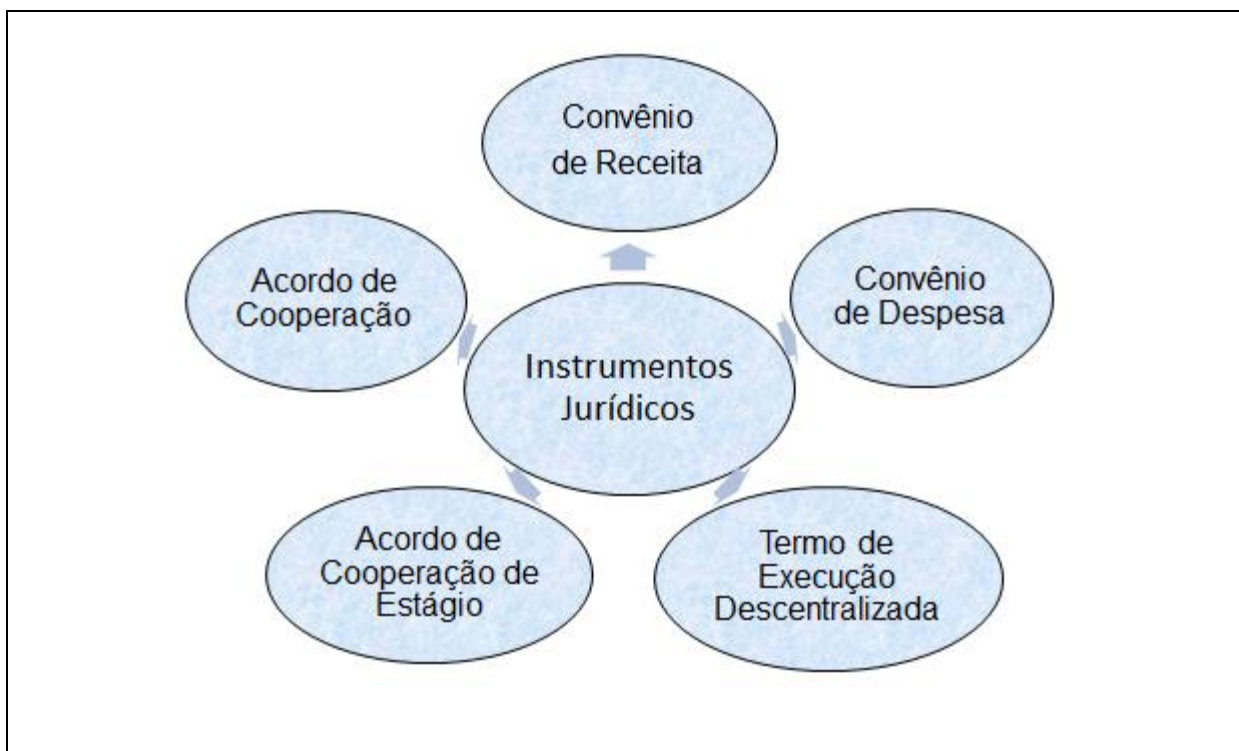 Convênio
de Receita
Acordo de
Cooperação
Convênio
de Despesa
Instrumentos
Jurídicos
Acordo de
Cooperação de
Estágio
Termo de
Execução
Descentralizada